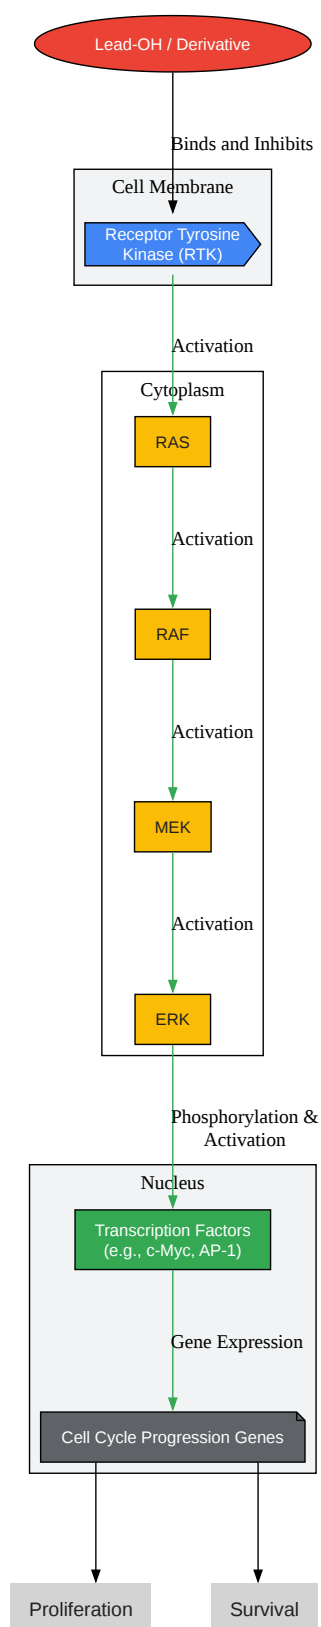 Lead-OH / Derivative
Binds and Inhibits
Cell Membrane
Receptor Tyrosine
Kinase (RTK)
Activation
Cytoplasm
RAS
Activation
RAF
Activation
MEK
Activation
ERK
Phosphorylation &
Activation
Nucleus
Transcription Factors
(e.g., c-Myc, AP-1)
Gene Expression
Cell Cycle Progression Genes
Proliferation
Survival